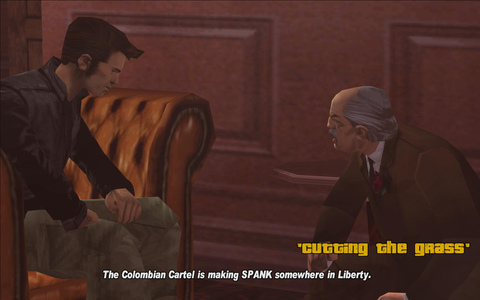 "Cutting the Grass"
The Colombian Cartel is making SPANK somewhere in Liberty.